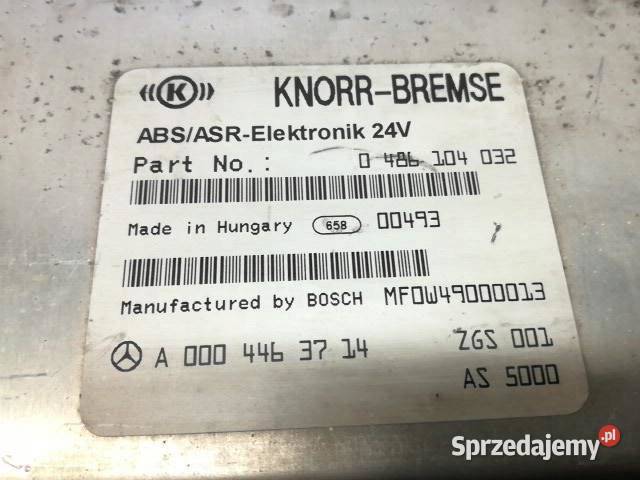 K KNORR-BREMSE
ABS/ASR-Elektronik 24V
Part No.: 0 486 104 032
Made in Hungary 658 00493
Manufactured by BOSCH MFOW49000013
A 000 446 37 14 ZGS 001
AS 5000
Sprzedajemy.pl